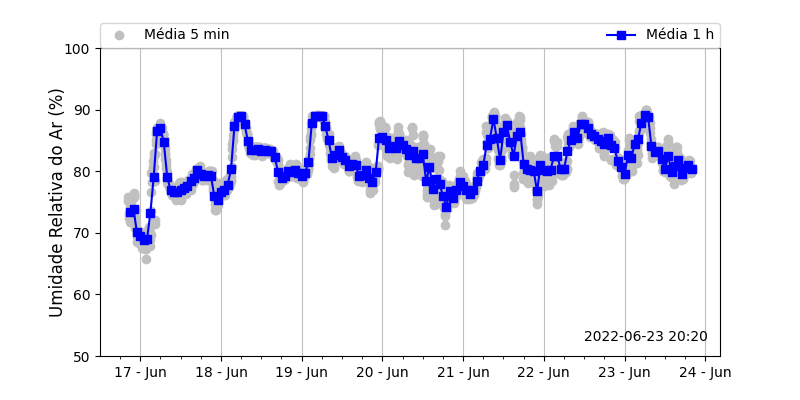 Média 5 min
Média 1 h
Umidade Relativa do Ar (%)
100
90
80
70
60
50
2022-06-23 20:20
17 - Jun
18 - Jun
19 - Jun
20 - Jun
21 - Jun
22 - Jun
23 - Jun
24 - Jun